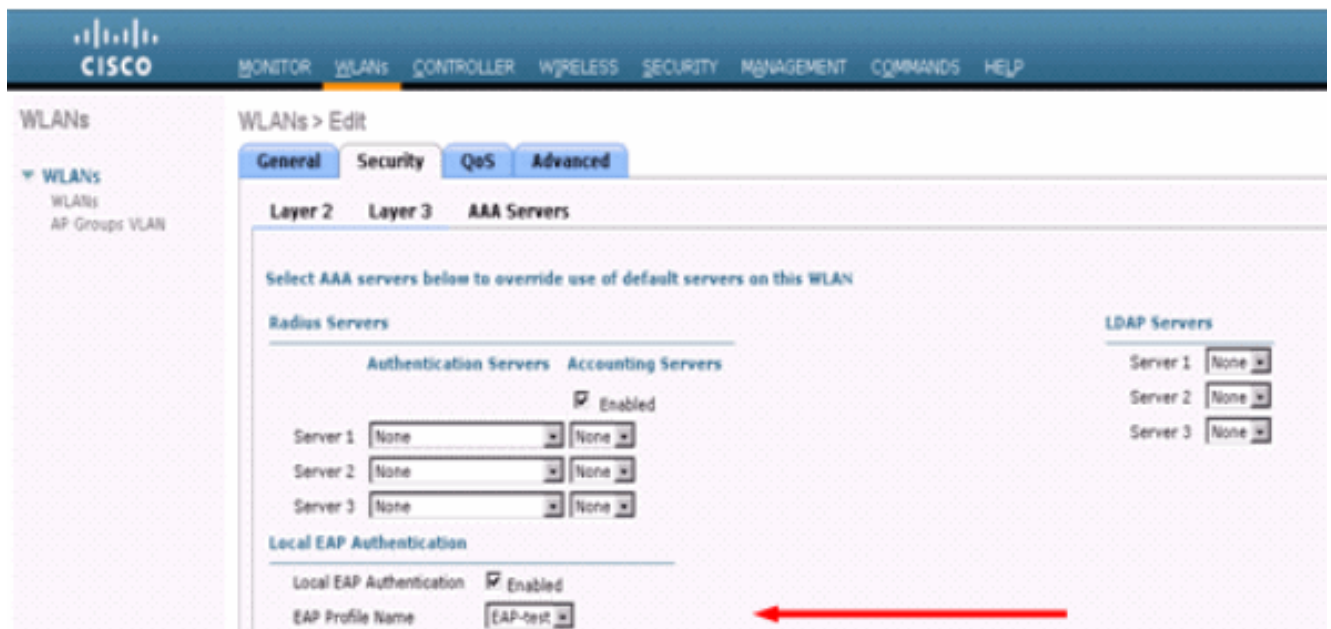 CISCO
MONITOR WLANs CONTROLLER WIRELESS SECURITY MANAGEMENT COMMANDS HELP
WLANs
WLANs
WLANs
AP Groups VLAN
WLANs > Edit
General Security QoS Advanced
Layer 2 Layer 3 AAA Servers
Select AAA servers below to override use of default servers on this WLAN
Radius Servers
Authentication Servers Accounting Servers
Enabled
Server 1 None None
Server 2 None None
Server 3 None None
LDAP Servers
Server 1 None
Server 2 None
Server 3 None
Local EAP Authentication
Local EAP Authentication Enabled
EAP Profile Name EAP-test